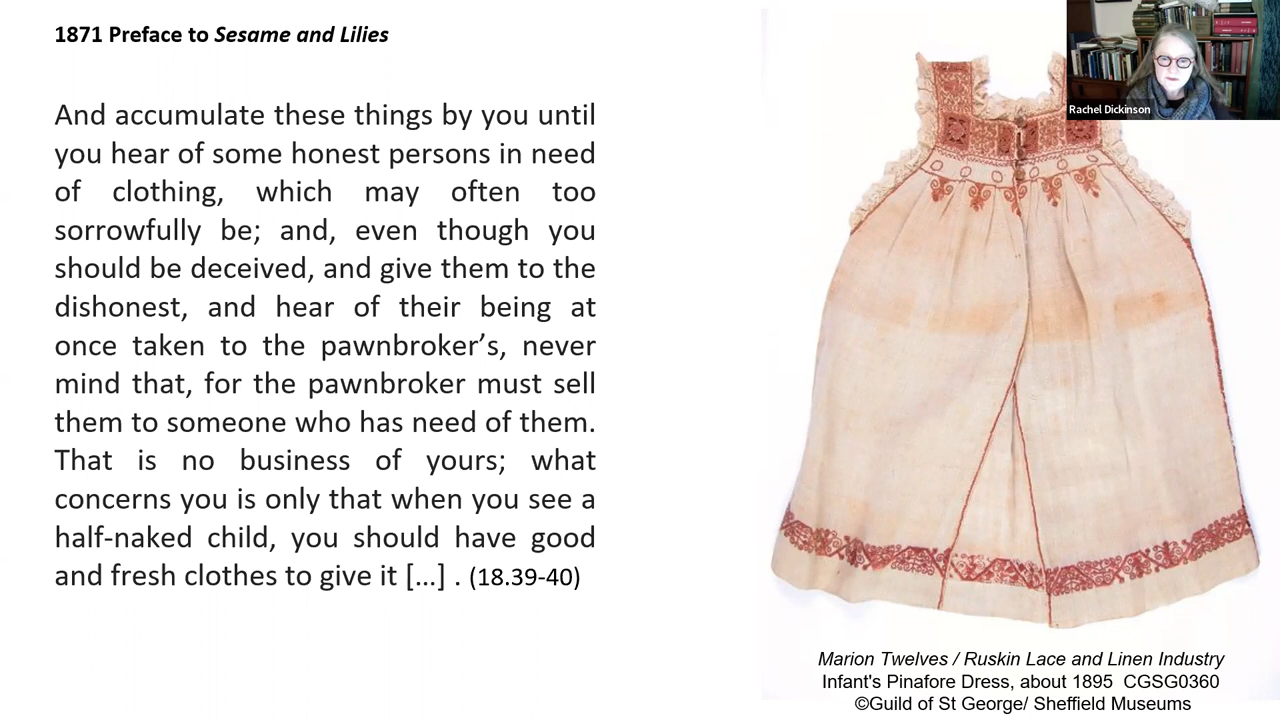 1871 Preface to Sesame and Lilies
And accumulate these things by you until
you hear of some honest persons in need
of clothing, which may often too
sorrowfully be; and, even though you
should be deceived, and give them to the
dishonest, and hear of their being at
once taken to the pawnbroker’s, never
mind that, for the pawnbroker must sell
them to someone who has need of them.
That is no business of yours; what
concerns you is only that when you see a
half-naked child, you should have good
and fresh clothes to give it [...] . (18.39-40)
Rachel Dickinson
Marion Twelves / Ruskin Lace and Linen Industry
Infant's Pinafore Dress, about 1895 CGSG0360
©Guild of St George/ Sheffield Museums